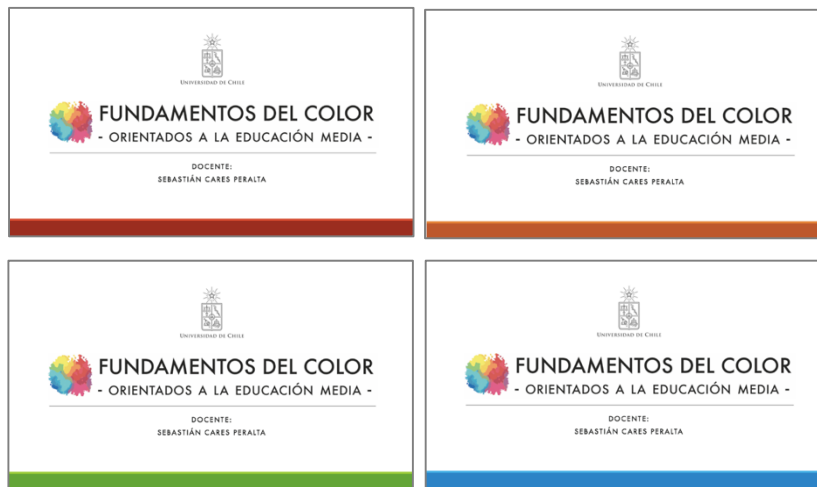 UNIVERSIDAD DE CHILE
FUNDAMENTOS DEL COLOR
- ORIENTADOS A LA EDUCACIÓN MEDIA -
DOCENTE:
SEBASTIÁN CARES PERALTA
UNIVERSIDAD DE CHILE
FUNDAMENTOS DEL COLOR
- ORIENTADOS A LA EDUCACIÓN MEDIA -
DOCENTE:
SEBASTIÁN CARES PERALTA
UNIVERSIDAD DE CHILE
FUNDAMENTOS DEL COLOR
- ORIENTADOS A LA EDUCACIÓN MEDIA -
DOCENTE:
SEBASTIÁN CARES PERALTA
UNIVERSIDAD DE CHILE
FUNDAMENTOS DEL COLOR
- ORIENTADOS A LA EDUCACIÓN MEDIA -
DOCENTE:
SEBASTIÁN CARES PERALTA